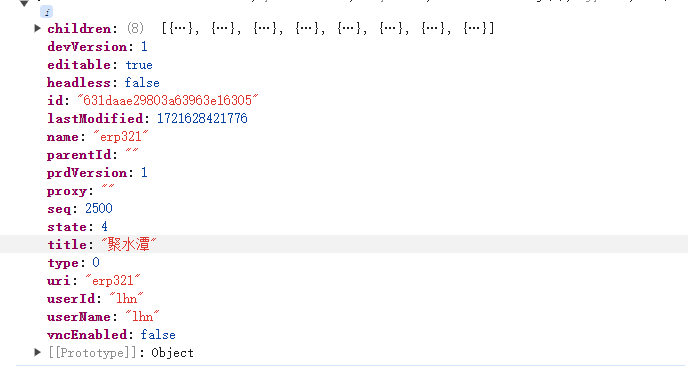 i
children: (8) [{…}, {…}, {…}, {…}, {…}, {…}, {…}, {…}]
devVersion: 1
editable: true
headless: false
id: "631daae29803a63963e16305"
lastModified: 1721628421776
name: "erp321"
parentId: ""
prdVersion: 1
proxy: ""
seq: 2500
state: 4
title: "聚水潭"
type: 0
uri: "erp321"
userId: "lhn"
userName: "lhn"
vncEnabled: false
[[Prototype]]: Object